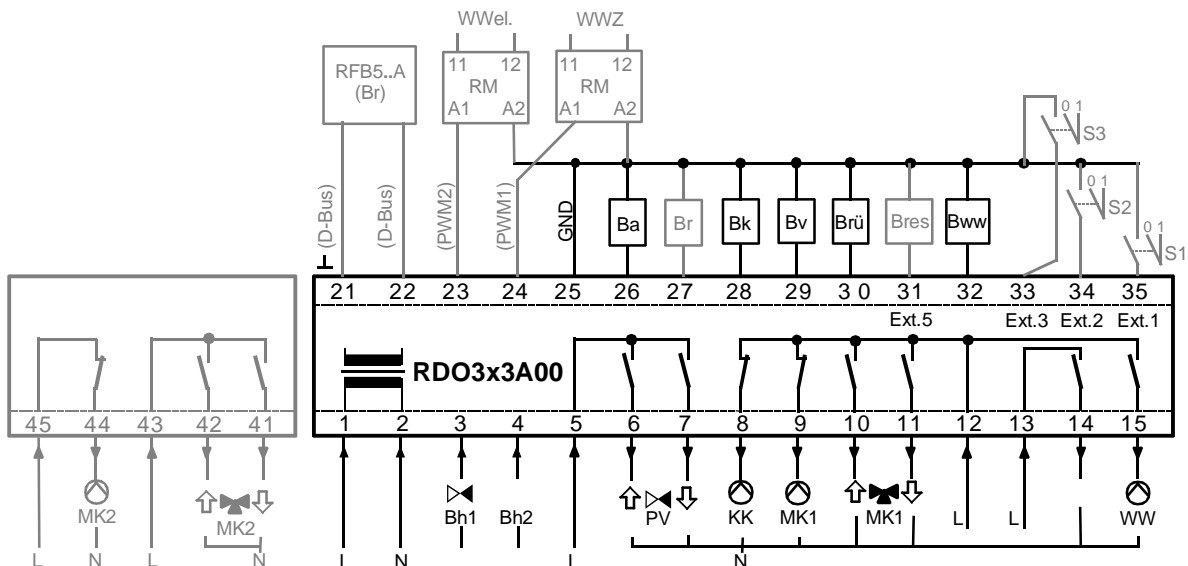 WWel. WWZ
RFB5..A 11 12 11 12
(Br) RM RM
A1 A2 A1 A2
0 1
S3
0 1
S2
0 1
S1
(D-Bus) (D-Bus) (PWM2) (PWM1) GND Ba Br Bk Bv Brü Bres Bww
21 22 23 24 25 26 27 28 29 30 31 32 33 34 35
Ext.5 Ext.3 Ext.2 Ext.1
RDO3x3A00
45 44 43 42 41 1 2 3 4 5 6 7 8 9 10 11 12 13 14 15
MK2 MK2 Bh1 Bh2 PV KK MK1 MK1 L L WW
L N L N L N L N